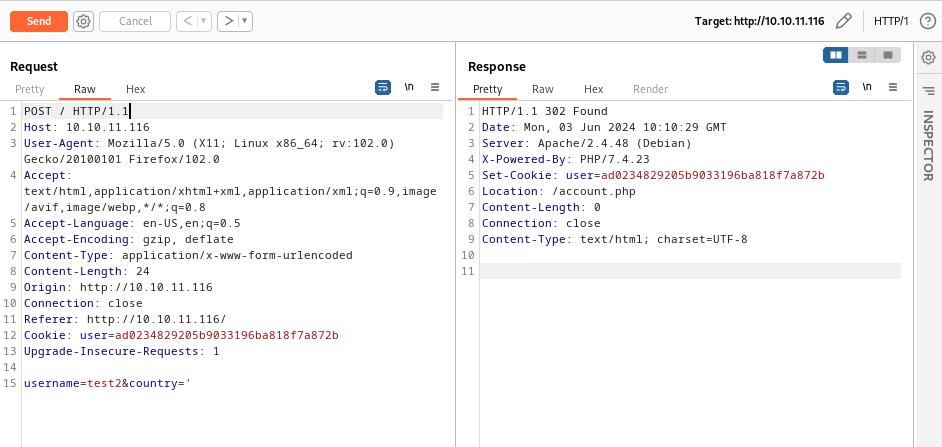 Send Cancel < > Target: http://10.10.11.116 HTTP/1 ?
Request
Pretty Raw Hex \n
1 POST / HTTP/1.1
2 Host: 10.10.11.116
3 User-Agent: Mozilla/5.0 (X11; Linux x86_64; rv:102.0)
Gecko/20100101 Firefox/102.0
4 Accept:
text/html,application/xhtml+xml,application/xml;q=0.9,image
/avif,image/webp,*/*;q=0.8
5 Accept-Language: en-US,en;q=0.5
6 Accept-Encoding: gzip, deflate
7 Content-Type: application/x-www-form-urlencoded
8 Content-Length: 24
9 Origin: http://10.10.11.116
10 Connection: close
11 Referer: http://10.10.11.116/
12 Cookie: user=ad0234829205b9033196ba818f7a872b
13 Upgrade-Insecure-Requests: 1
14
15 username=test2&country='
Response
Pretty Raw Hex Render \n
1 HTTP/1.1 302 Found
2 Date: Mon, 03 Jun 2024 10:10:29 GMT
3 Server: Apache/2.4.48 (Debian)
4 X-Powered-By: PHP/7.4.23
5 Set-Cookie: user=ad0234829205b9033196ba818f7a872b
6 Location: /account.php
7 Content-Length: 0
8 Connection: close
9 Content-Type: text/html; charset=UTF-8
10
11
INSPECTOR